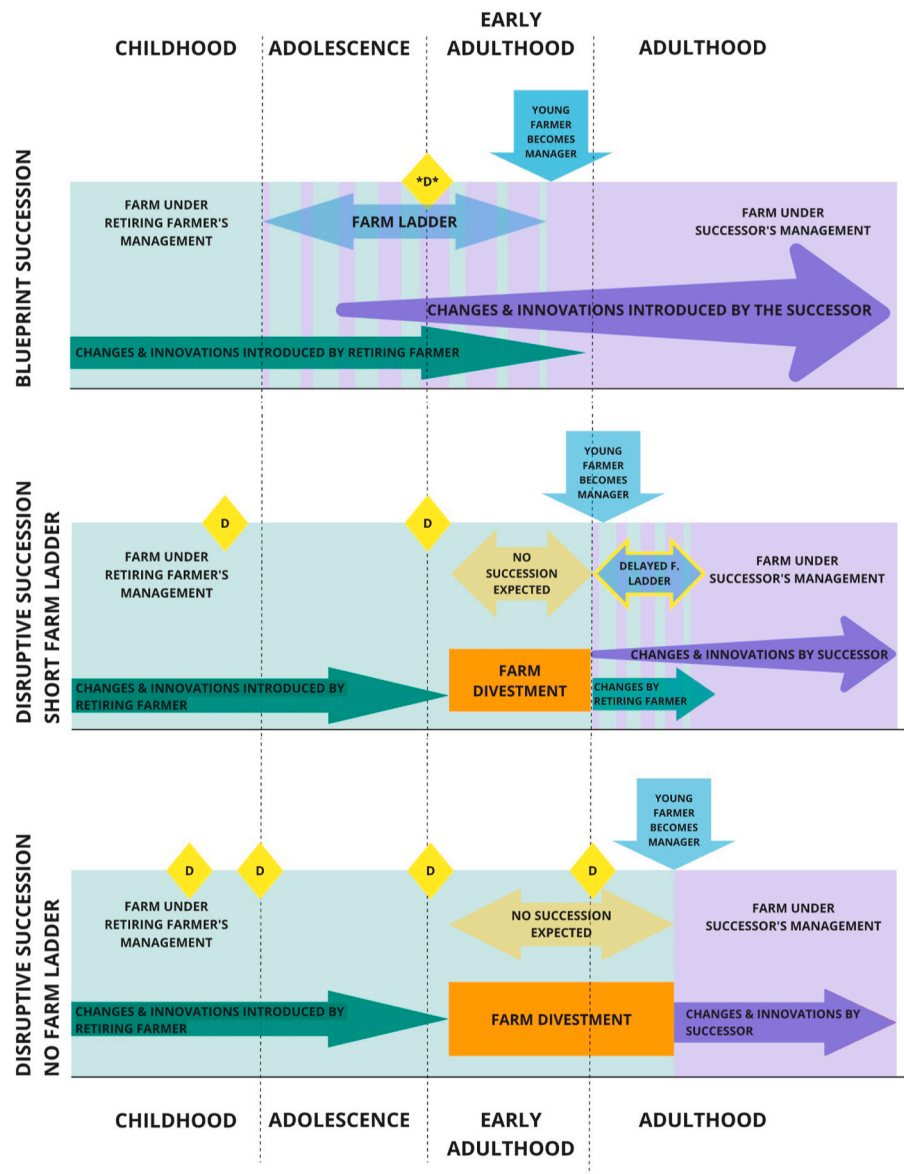 CHILDHOOD
ADOLESCENCE
EARLY
ADULTHOOD
ADULTHOOD
BLUEPRINT SUCCESSION
YOUNG
FARMER
BECOMES
MANAGER
*D*
FARM UNDER
RETIRING FARMER'S
MANAGEMENT
FARM LADDER
FARM UNDER
SUCCESSOR'S MANAGEMENT
CHANGES & INNOVATIONS INTRODUCED BY THE SUCCESSOR
CHANGES & INNOVATIONS INTRODUCED BY RETIRING FARMER
DISRUPTIVE SUCCESSION
SHORT FARM LADDER
YOUNG
FARMER
BECOMES
MANAGER
D
D
FARM UNDER
RETIRING FARMER'S
MANAGEMENT
NO
SUCCESSION
EXPECTED
DELAYED F.
LADDER
FARM UNDER
SUCCESSOR'S MANAGEMENT
CHANGES & INNOVATIONS BY SUCCESSOR
FARM
DIVESTMENT
CHANGES & INNOVATIONS INTRODUCED BY
RETIRING FARMER
CHANGES BY
RETIRING FARMER
DISRUPTIVE SUCCESSION
NO FARM LADDER
YOUNG
FARMER
BECOMES
MANAGER
D
D
D
D
FARM UNDER
RETIRING FARMER'S
MANAGEMENT
NO SUCCESSION
EXPECTED
FARM UNDER
SUCCESSOR'S MANAGEMENT
CHANGES & INNOVATIONS INTRODUCED BY
RETIRING FARMER
FARM DIVESTMENT
CHANGES & INNOVATIONS BY
SUCCESSOR
CHILDHOOD
ADOLESCENCE
EARLY
ADULTHOOD
ADULTHOOD